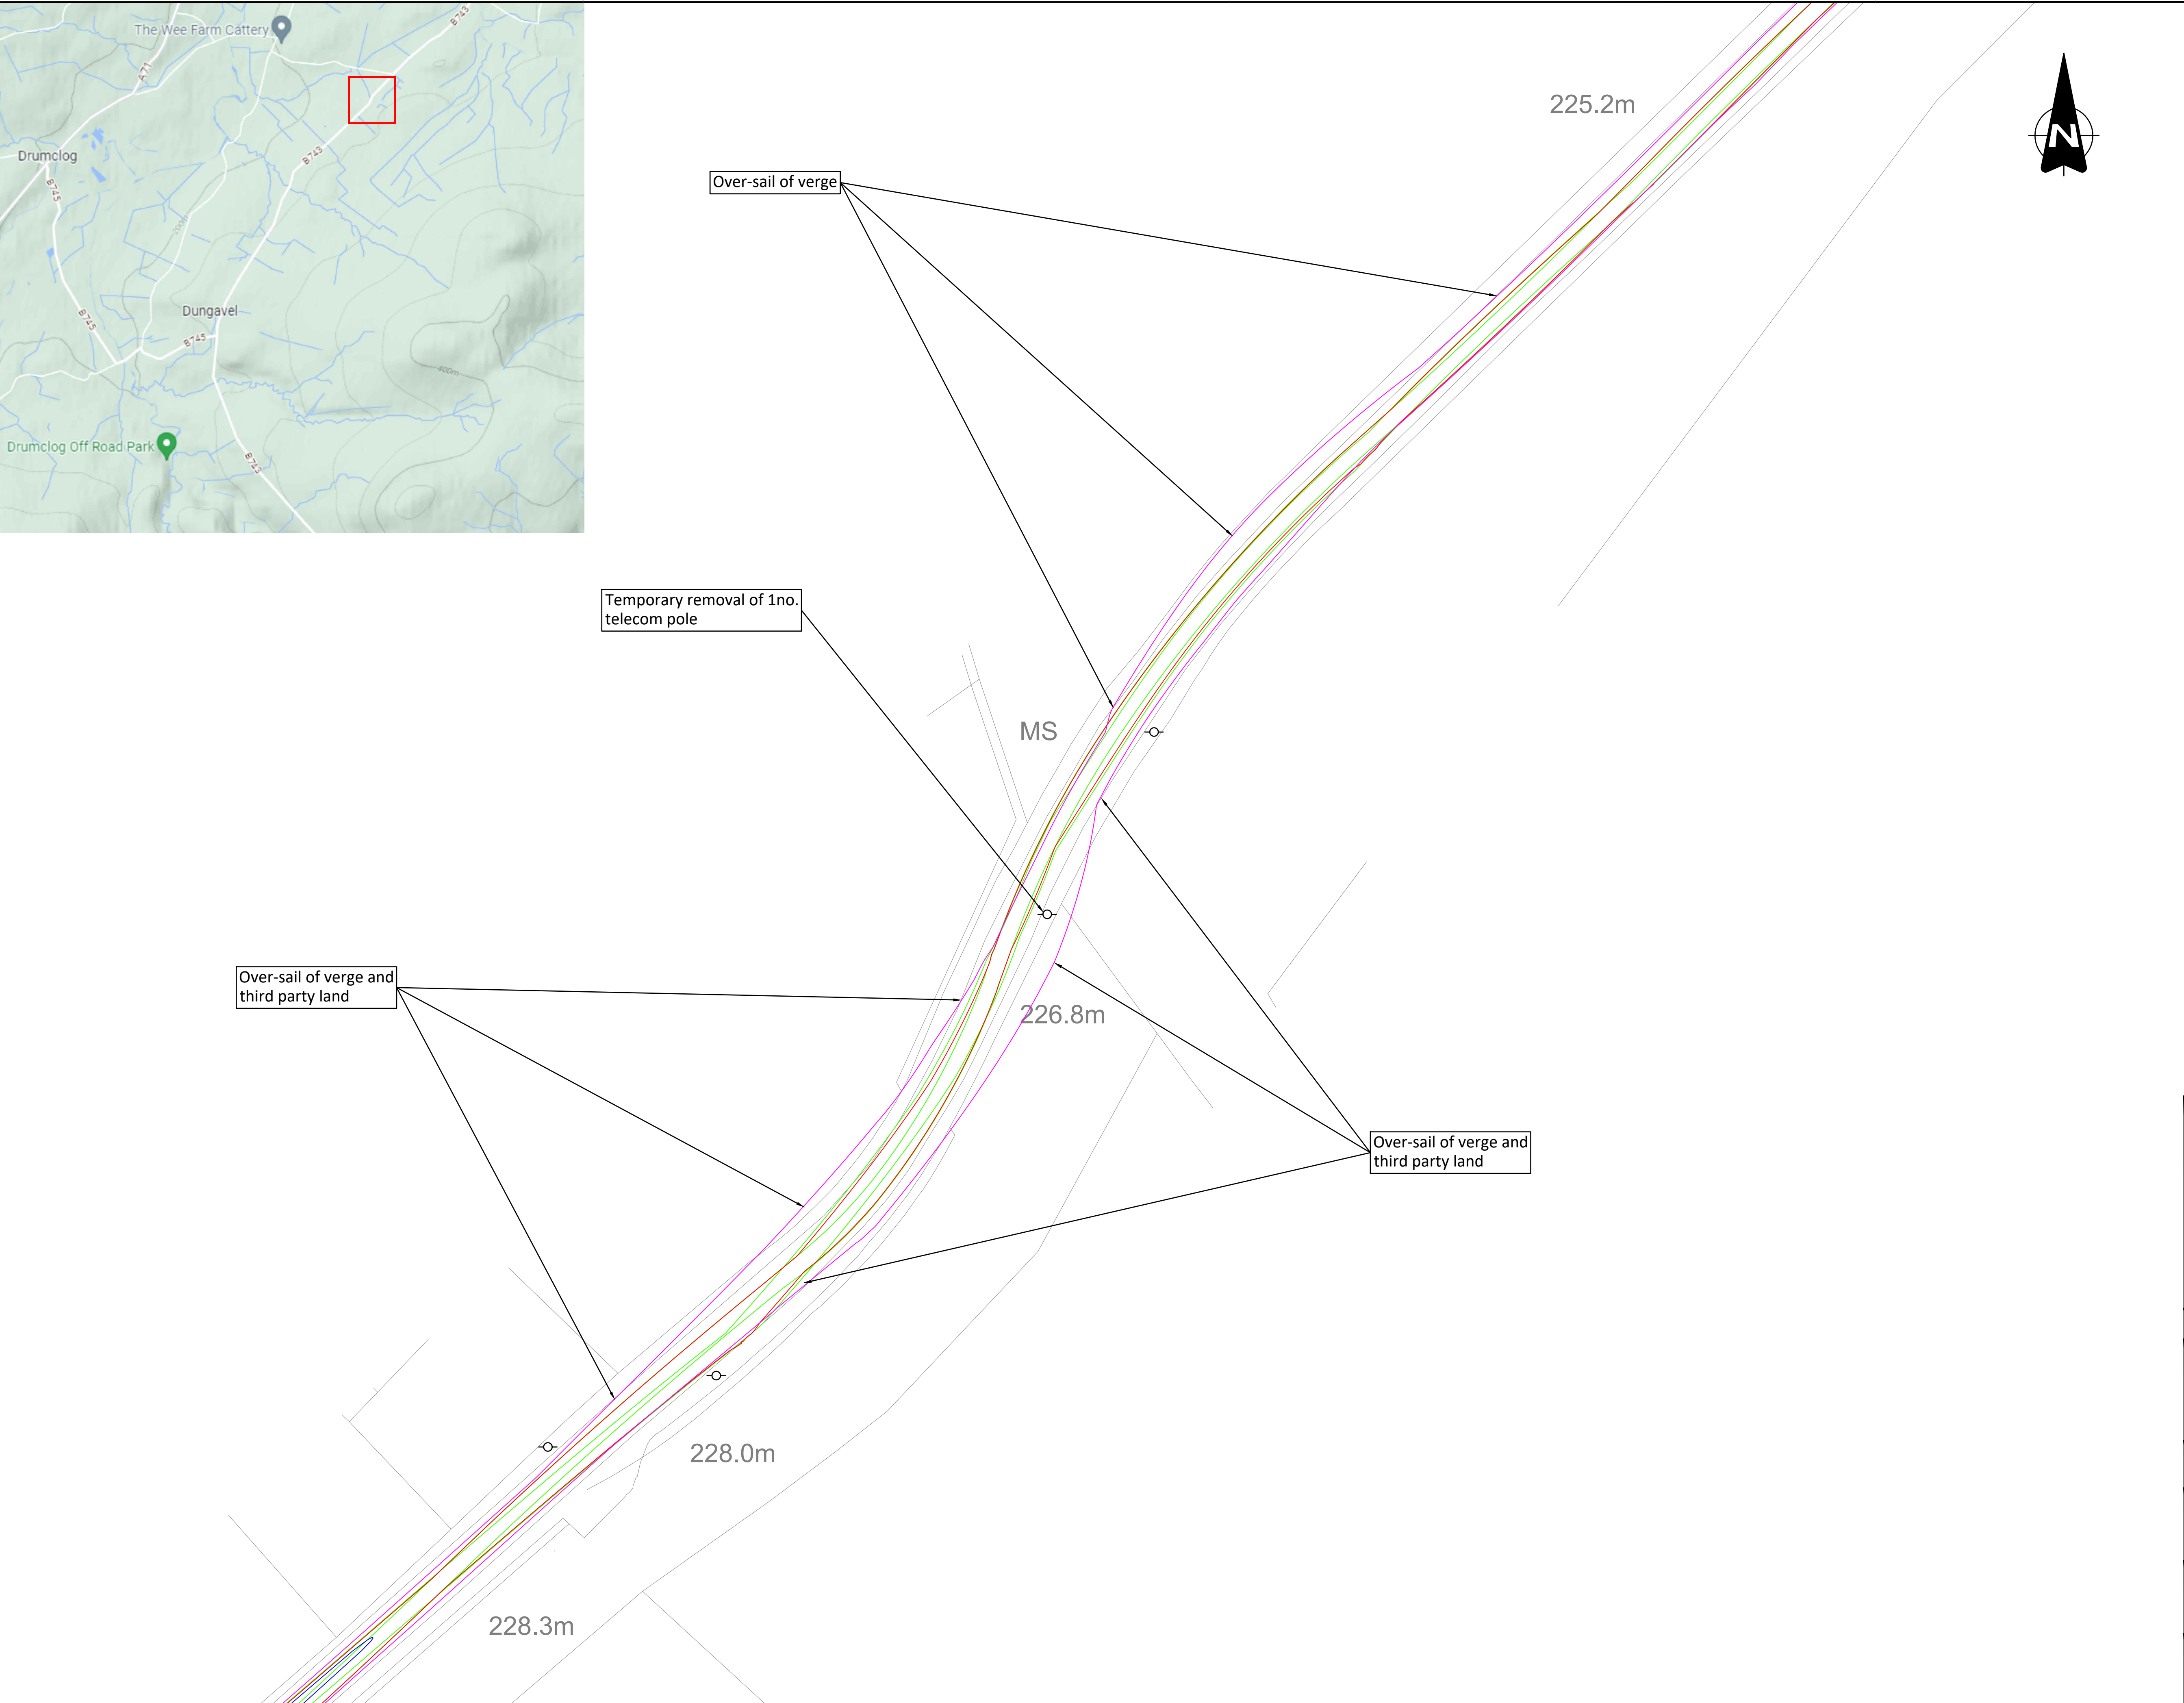 The Wee Farm Cattery
B743
A71
Drumclog
B743
B745
200m
Dungavel
B745
B745
400m
Drumclog Off Road Park
B743
225.2m
N
Over-sail of verge
Temporary removal of 1no.
telecom pole
MS
Over-sail of verge and
third party land
226.8m
Over-sail of verge and
third party land
228.0m
228.3m